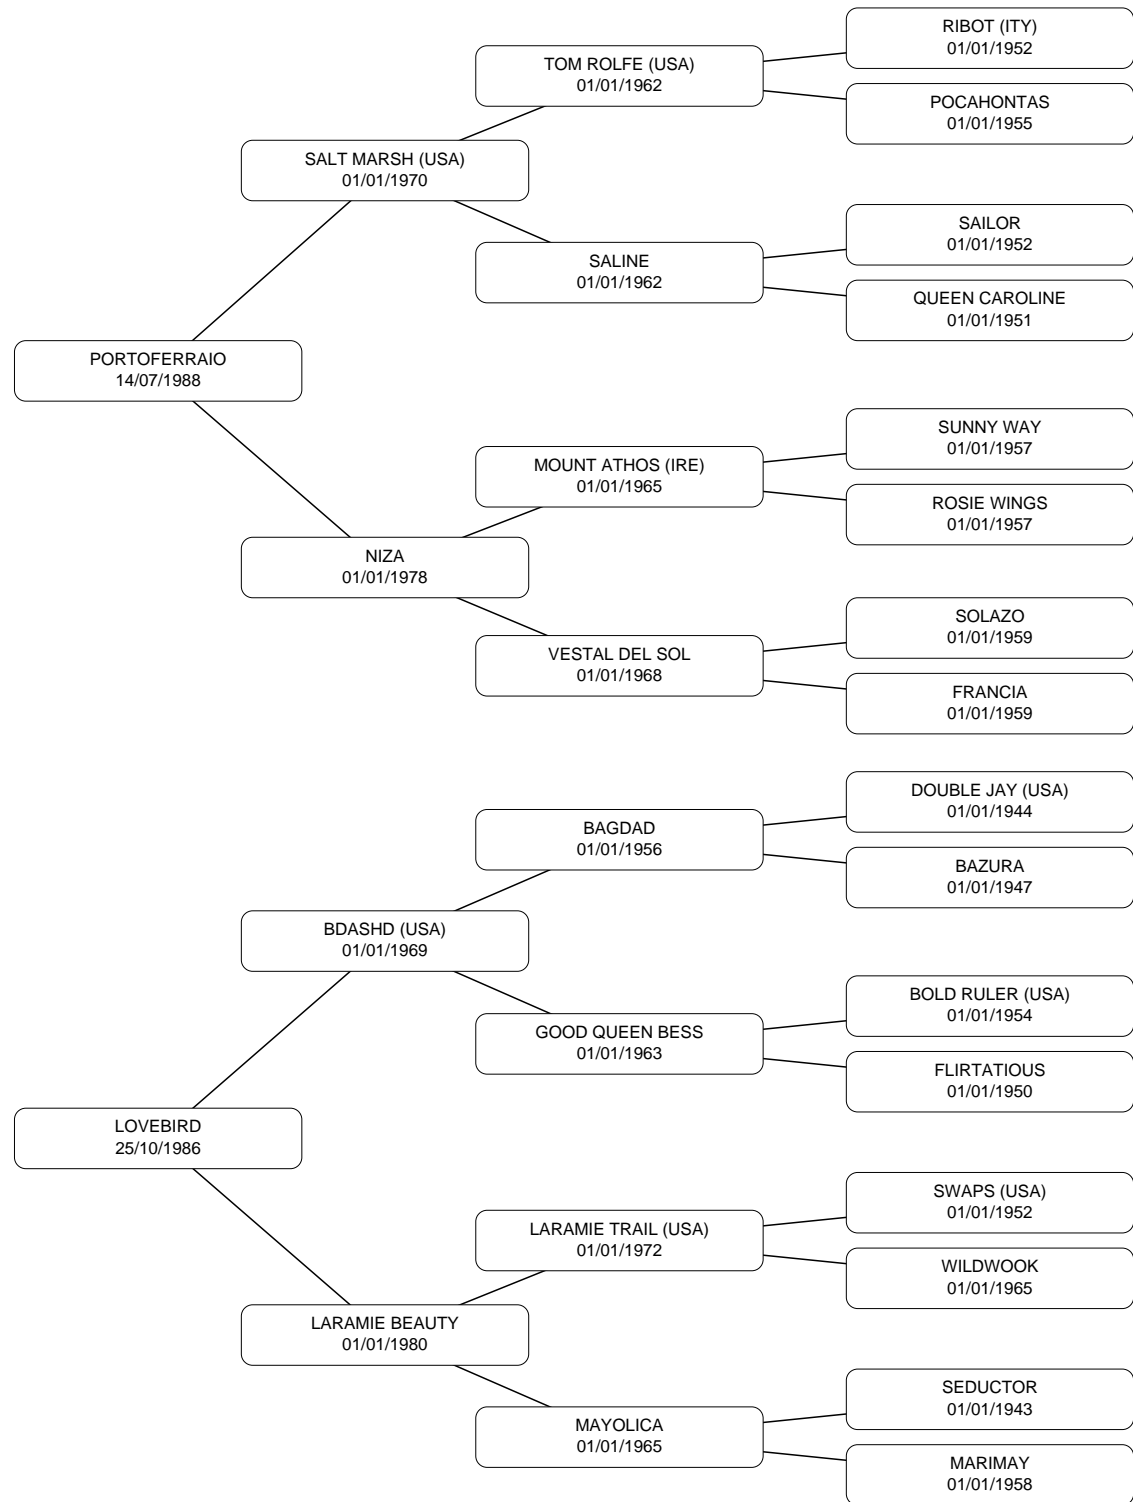 RIBOT (ITY)
01/01/1952
TOM ROLFE (USA)
01/01/1962
POCAHONTAS
01/01/1955
SALT MARSH (USA)
01/01/1970
SAILOR
01/01/1952
SALINE
01/01/1962
QUEEN CAROLINE
01/01/1951
PORTOFERRAIO
14/07/1988
SUNNY WAY
01/01/1957
MOUNT ATHOS (IRE)
01/01/1965
ROSIE WINGS
01/01/1957
NIZA
01/01/1978
SOLAZO
01/01/1959
VESTAL DEL SOL
01/01/1968
FRANCIA
01/01/1959
DOUBLE JAY (USA)
01/01/1944
BAGDAD
01/01/1956
BAZURA
01/01/1947
BDASHD (USA)
01/01/1969
BOLD RULER (USA)
01/01/1954
GOOD QUEEN BESS
01/01/1963
FLIRTATIOUS
01/01/1950
LOVEBIRD
25/10/1986
SWAPS (USA)
01/01/1952
LARAMIE TRAIL (USA)
01/01/1972
WILDWOOK
01/01/1965
LARAMIE BEAUTY
01/01/1980
SEDUCTOR
01/01/1943
MAYOLICA
01/01/1965
MARIMAY
01/01/1958